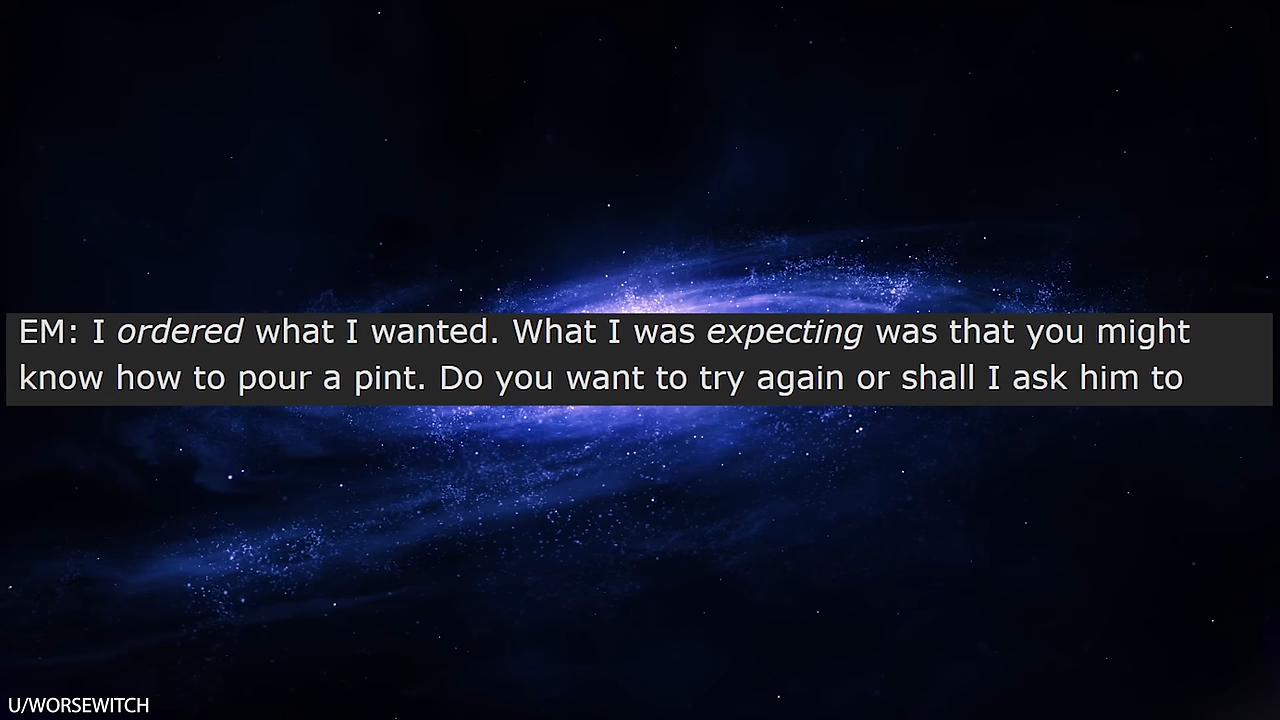 EM: I ordered what I wanted. What I was expecting was that you might
know how to pour a pint. Do you want to try again or shall I ask him to
U/WORSEWITCH